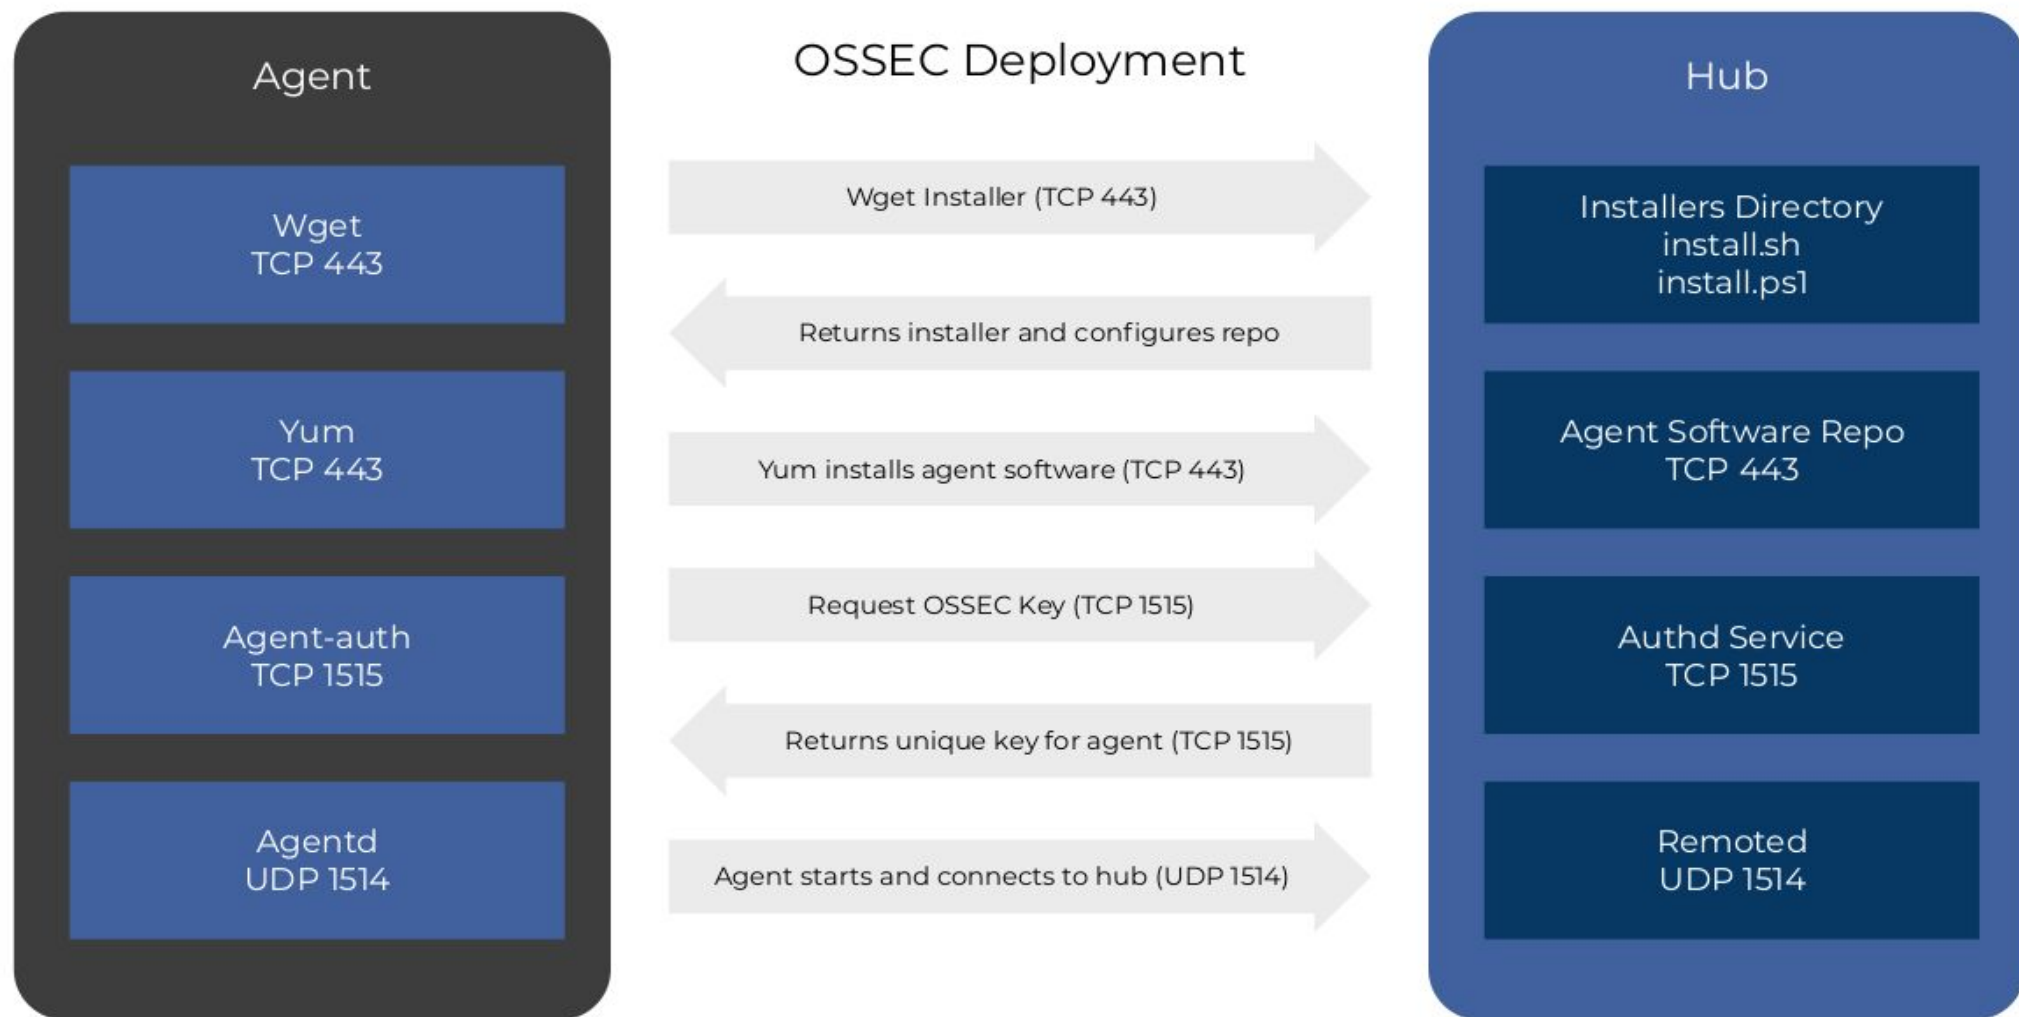 OSSEC Deployment
Agent
Wget
TCP 443
Yum
TCP 443
Agent-auth
TCP 1515
Agentd
UDP 1514
Wget Installer (TCP 443)
Returns installer and configures repo
Yum installs agent software (TCP 443)
Request OSSEC Key (TCP 1515)
Returns unique key for agent (TCP 1515)
Agent starts and connects to hub (UDP 1514)
Hub
Installers Directory
install.sh
install.ps1
Agent Software Repo
TCP 443
Authd Service
TCP 1515
Remoted
UDP 1514